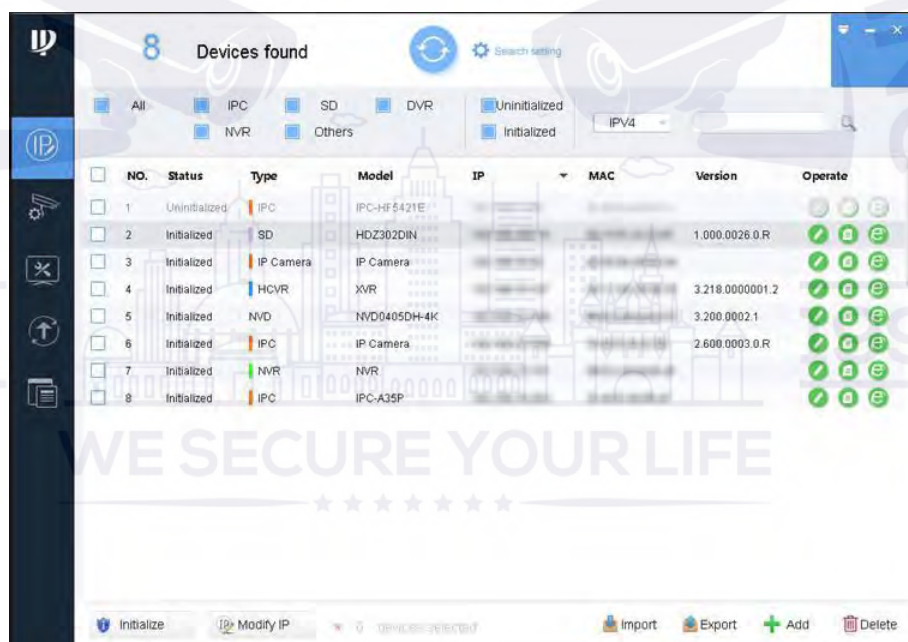 8 Devices found Search setting
All IPC SD DVR Uninitialized
NVR Others Initialized IPV4
NO. Status Type Model IP MAC Version Operate
1 Uninitialized IPC IPC-HF5421E
2 Initialized SD HDZ302DIN 1.000.0026.0.R
3 Initialized IP Camera IP Camera
4 Initialized HCVR XVR 3.218.0000001.2
5 Initialized NVD NVD0405DH-4K 3.200.0002.1
6 Initialized IPC IP Camera 2.600.0003.0.R
7 Initialized NVR NVR
8 Initialized IPC IPC-A35P
WE SECURE YOUR LIFE
Initialize IP Modify IP 0 devices selected Import Export Add Delete